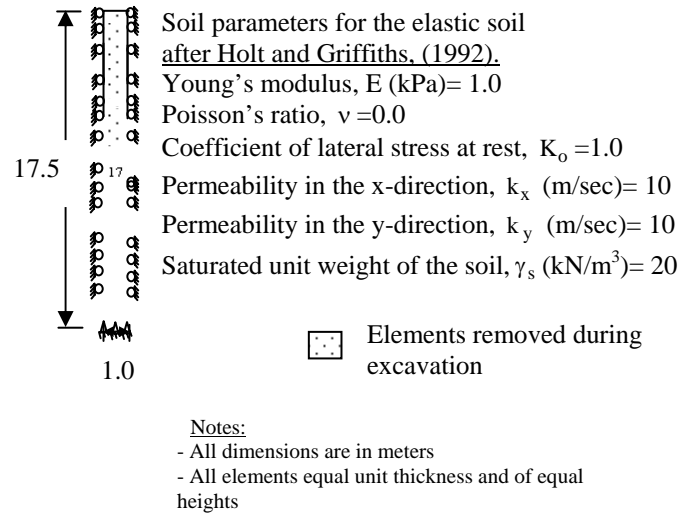 Soil parameters for the elastic soil
after Holt and Griffiths, (1992).
Young's modulus, E (kPa)= 1.0
Poisson's ratio, ν =0.0
Coefficient of lateral stress at rest, Kₒ =1.0
Permeability in the x-direction, kₓ (m/sec)= 10
Permeability in the y-direction, k_y (m/sec)= 10
Saturated unit weight of the soil, γₛ (kN/m³)= 20
17.5
17
1.0
Elements removed during
excavation
Notes:
- All dimensions are in meters
- All elements equal unit thickness and of equal
heights